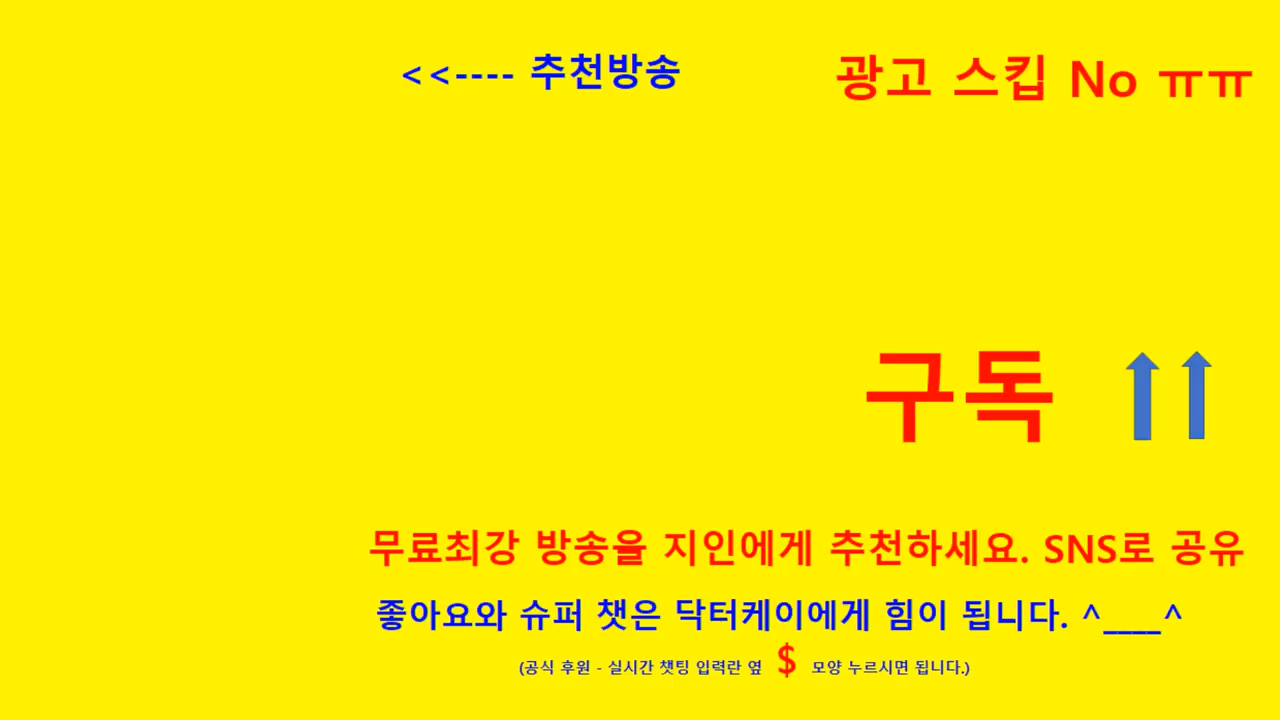 <<---- 추천방송
광고 스킵 No ㅠㅠ
구독
무료최강 방송을 지인에게 추천하세요. SNS로 공유
좋아요와 슈퍼 챗은 닥터케이에게 힘이 됩니다. ^____^
(공식 후원 - 실시간 챗팅 입력란 옆 $ 모양 누르시면 됩니다.)